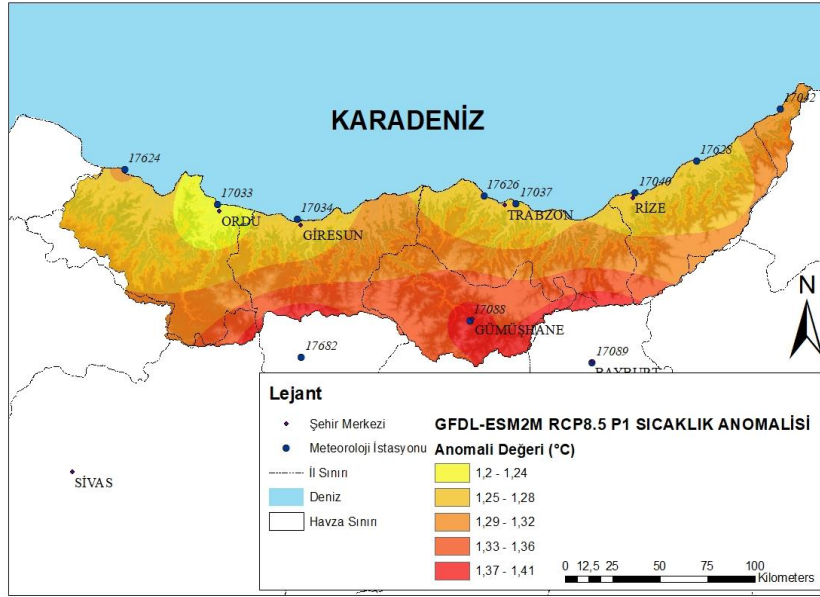 KARADENİZ
17042
17628
17624
17040
17033
17626
17037
17034
ORDU
TRABZON
RİZE
GİRESUN
N
17088
GÜMÜŞHANE
17682
17089
BAYBURT
SİVAS
Lejant
Şehir Merkezi
Meteoroloji İstasyonu
İl Sınırı
Deniz
Havza Sınırı
GFDL-ESM2M RCP8.5 P1 SICAKLIK ANOMALİSİ
Anomali Değeri (°C)
1,2 - 1,24
1,25 - 1,28
1,29 - 1,32
1,33 - 1,36
1,37 - 1,41
0 12,5 25 50 75 100
Kilometers